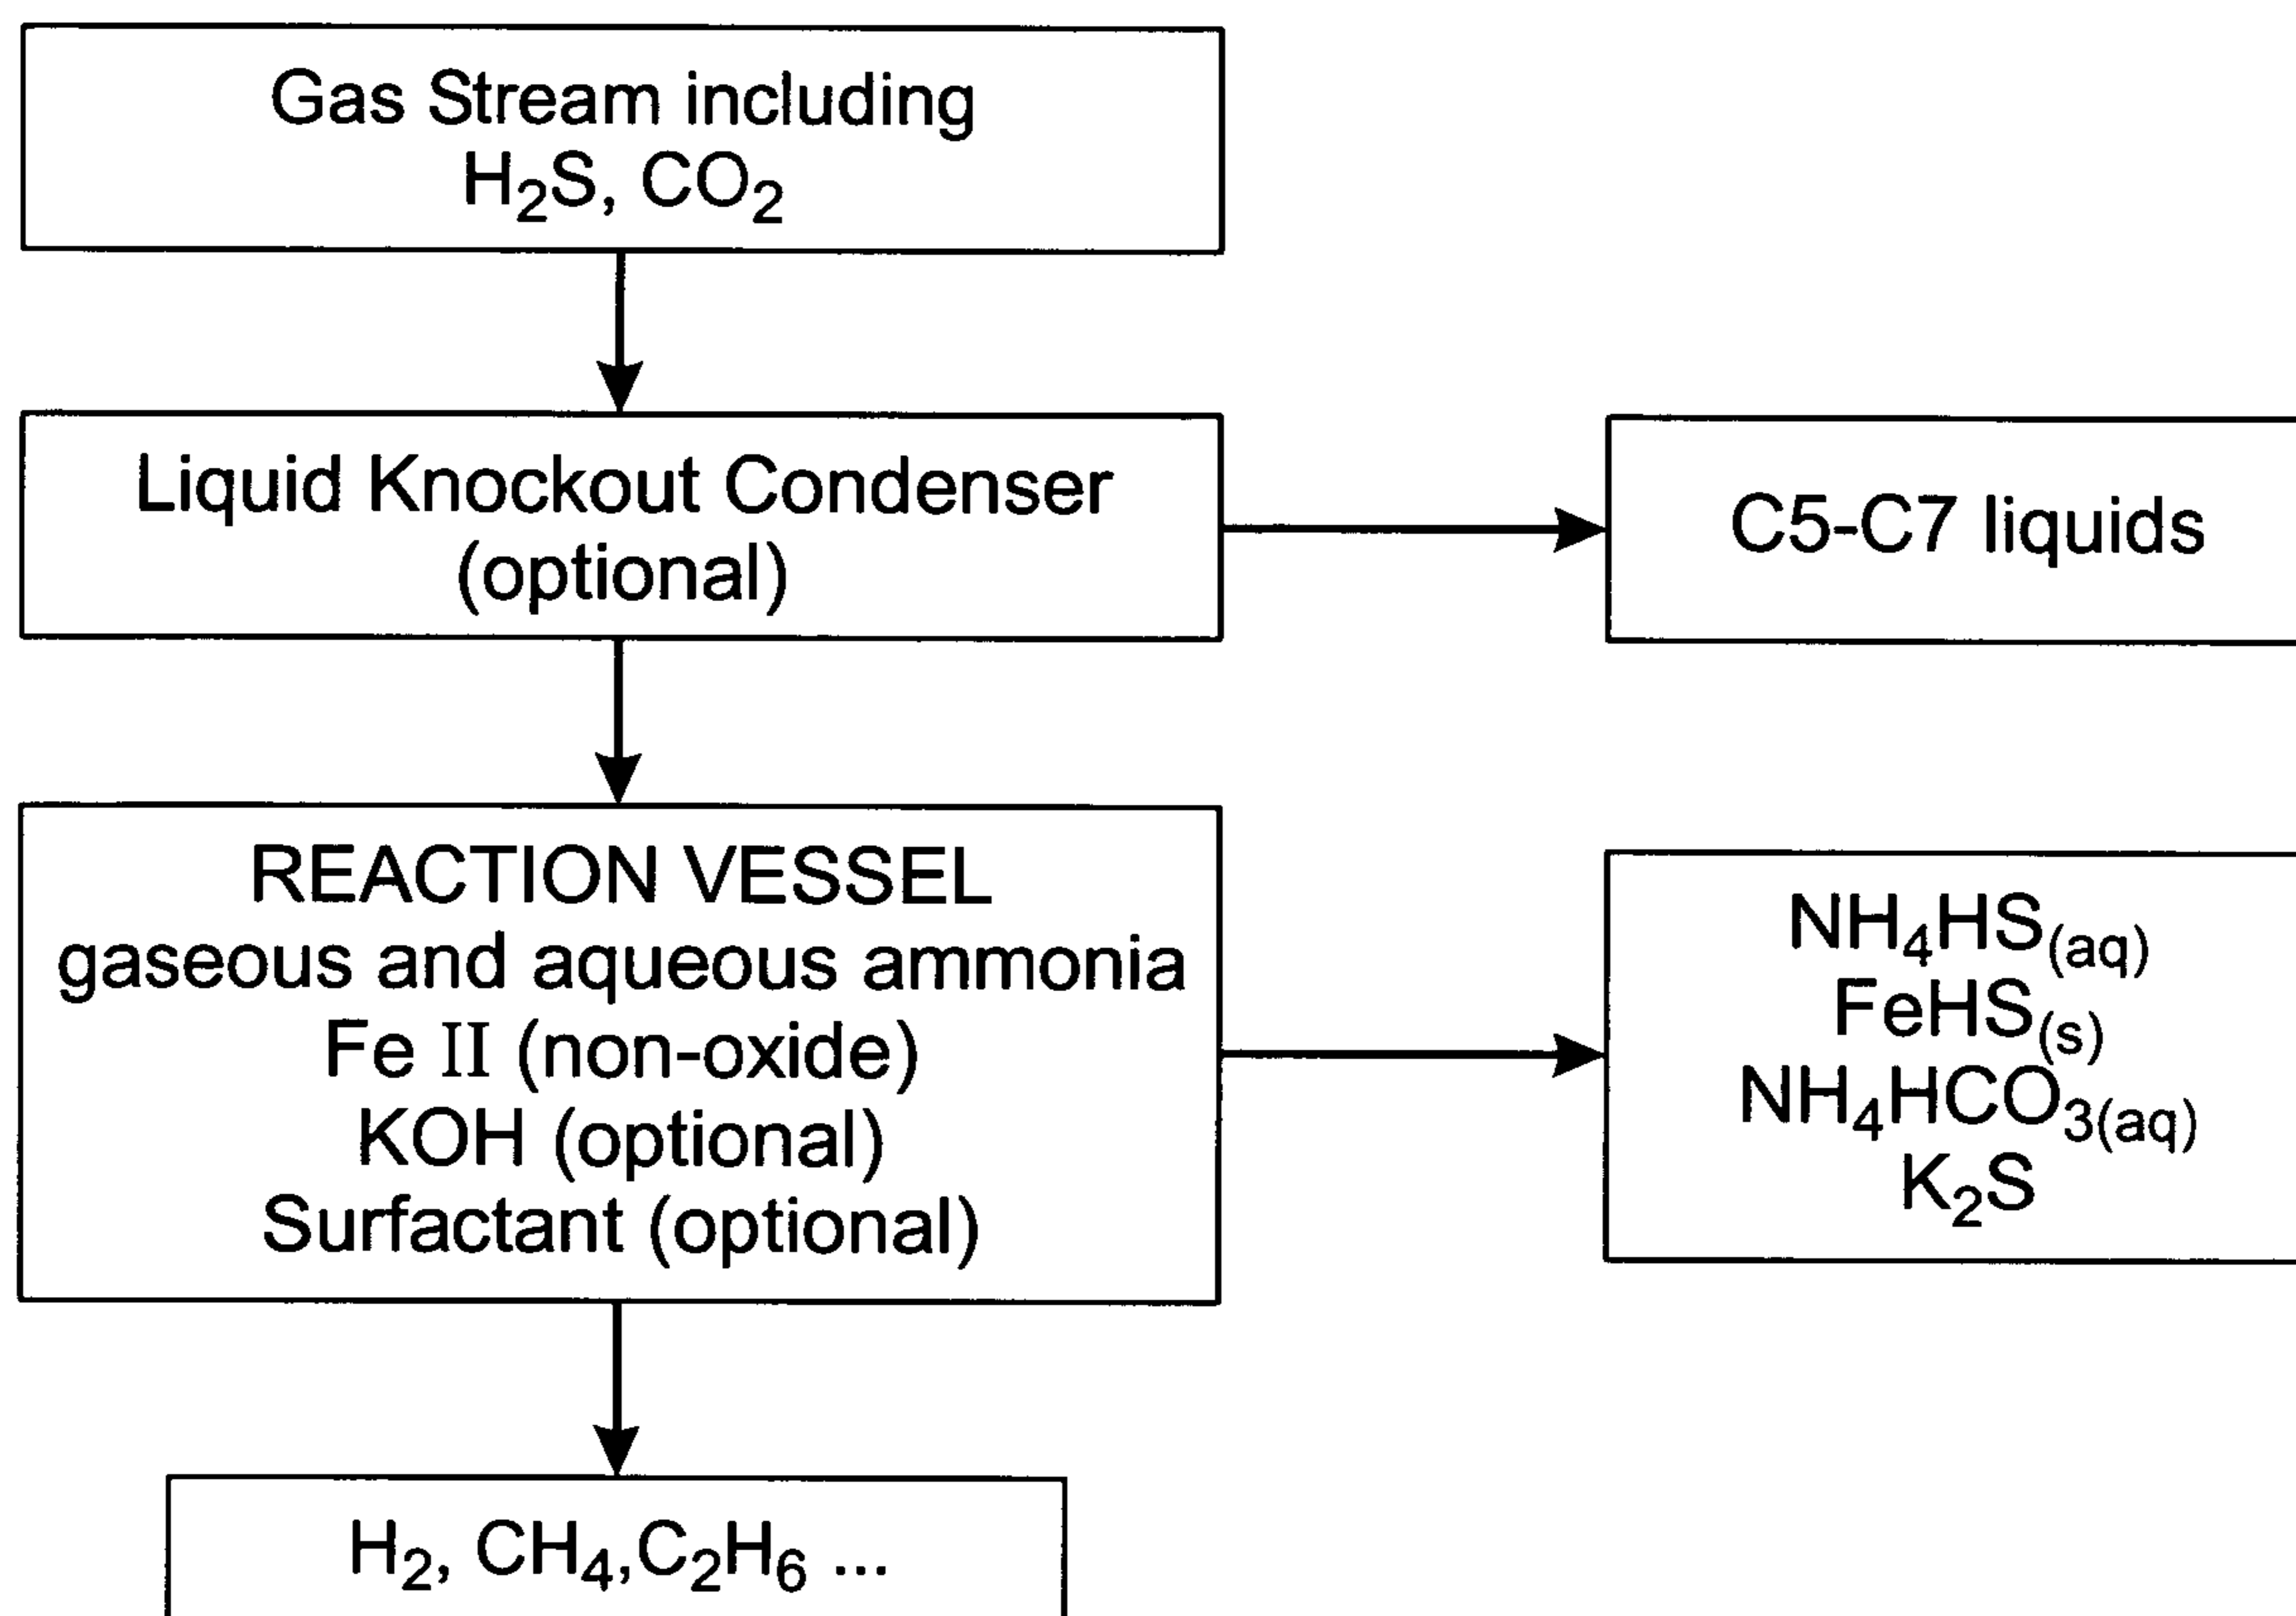 Gas Stream including
H₂S, CO₂
Liquid Knockout Condenser
(optional)
C5-C7 liquids
REACTION VESSEL
gaseous and aqueous ammonia
Fe II (non-oxide)
KOH (optional)
Surfactant (optional)
NH₄HS₍aq₎
FeHS₍s₎
NH₄HCO₃₍aq₎
K₂S
H₂, CH₄,C₂H₆ ...